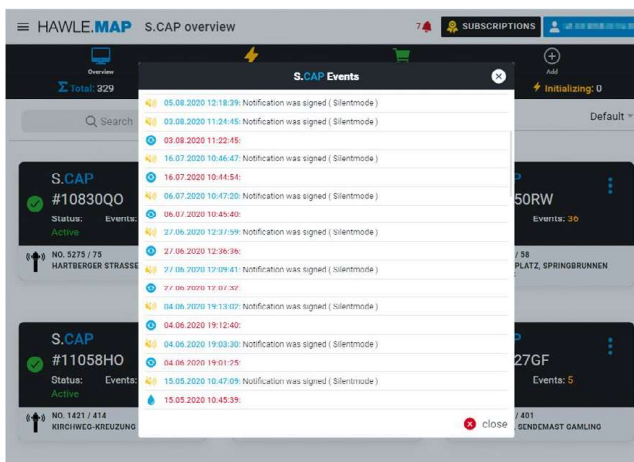 HAWLE.MAP S.CAP overview 7 SUBSCRIPTIONS
Overview Add
Σ Total: 329 Initializing: 0
Search Default
S.CAP Events
05.08.2020 12:18:39: Notification was signed ( Silentmode )
03.08.2020 11:24:45: Notification was signed ( Silentmode )
03.08.2020 11:22:45:
16.07.2020 10:46:47: Notification was signed ( Silentmode )
16.07.2020 10:44:54:
06.07.2020 10:47:20: Notification was signed ( Silentmode )
06.07.2020 10:45:40:
27.06.2020 12:37:59: Notification was signed ( Silentmode )
27.06.2020 12:36:36:
27.06.2020 12:09:41: Notification was signed ( Silentmode )
27.06.2020 12:07:32:
04.06.2020 19:13:02: Notification was signed ( Silentmode )
04.06.2020 19:12:40:
04.06.2020 19:03:30: Notification was signed ( Silentmode )
04.06.2020 19:01:25:
15.05.2020 10:47:09: Notification was signed ( Silentmode )
15.05.2020 10:45:39:
close
S.CAP
#10830QO
Status: Events:
Active
NO. 5275 / 75
HARTBERGER STRASSE
50RW
Events: 36
/ 58
PLATZ, SPRINGBRUNNEN
S.CAP
#11058HO
Status: Events:
Active
NO. 1421 / 414
KIRCHWEG-KREUZUNG
27GF
Events: 5
/ 401
SENDEMAST GAMLING